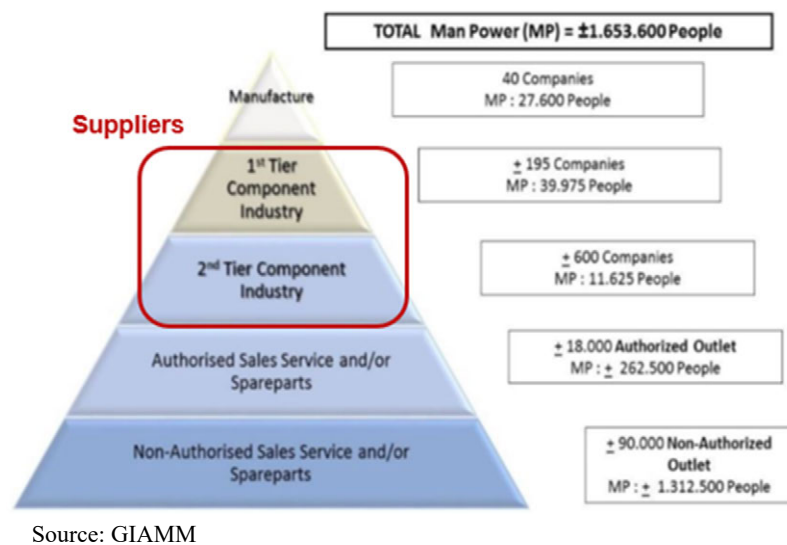 TOTAL Man Power (MP) = ±1.653.600 People
Manufacture
40 Companies
MP : 27.600 People
Suppliers
1st Tier
Component
Industry
± 195 Companies
MP : 39.975 People
2nd Tier Component
Industry
± 600 Companies
MP : 11.625 People
Authorised Sales Service and/or
Spareparts
± 18.000 Authorized Outlet
MP : ± 262.500 People
Non-Authorised Sales Service and/or
Spareparts
± 90.000 Non-Authorized
Outlet
MP : ± 1.312.500 People
Source: GIAMM